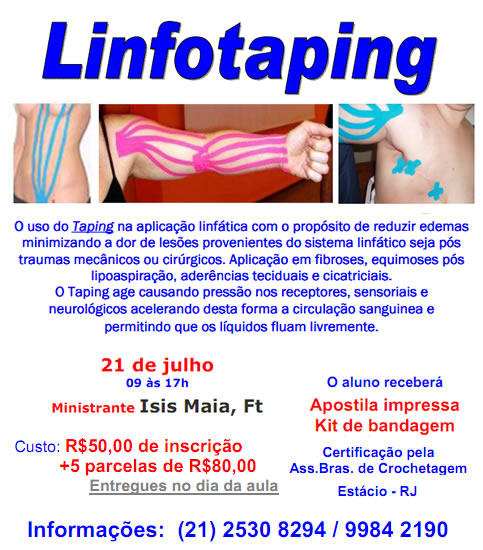 Linfotaping
O uso do Taping na aplicação linfática com o propósito de reduzir edemas
minimizando a dor de lesões provenientes do sistema linfático seja pós
traumas mecânicos ou cirúrgicos. Aplicação em fibroses, equimoses pós
lipoaspiração, aderências teciduais e cicatriciais.
O Taping age causando pressão nos receptores, sensoriais e
neurológicos acelerando desta forma a circulação sanguinea e
permitindo que os líquidos fluam livremente.
21 de julho
09 às 17h
Ministrante Isis Maia, Ft
Custo: R$50,00 de inscrição
+5 parcelas de R$80,00
Entregues no dia da aula
O aluno receberá
Apostila impressa
Kit de bandagem
Certificação pela
Ass.Bras. de Crochetagem
Estácio - RJ
Informações: (21) 2530 8294 / 9984 2190